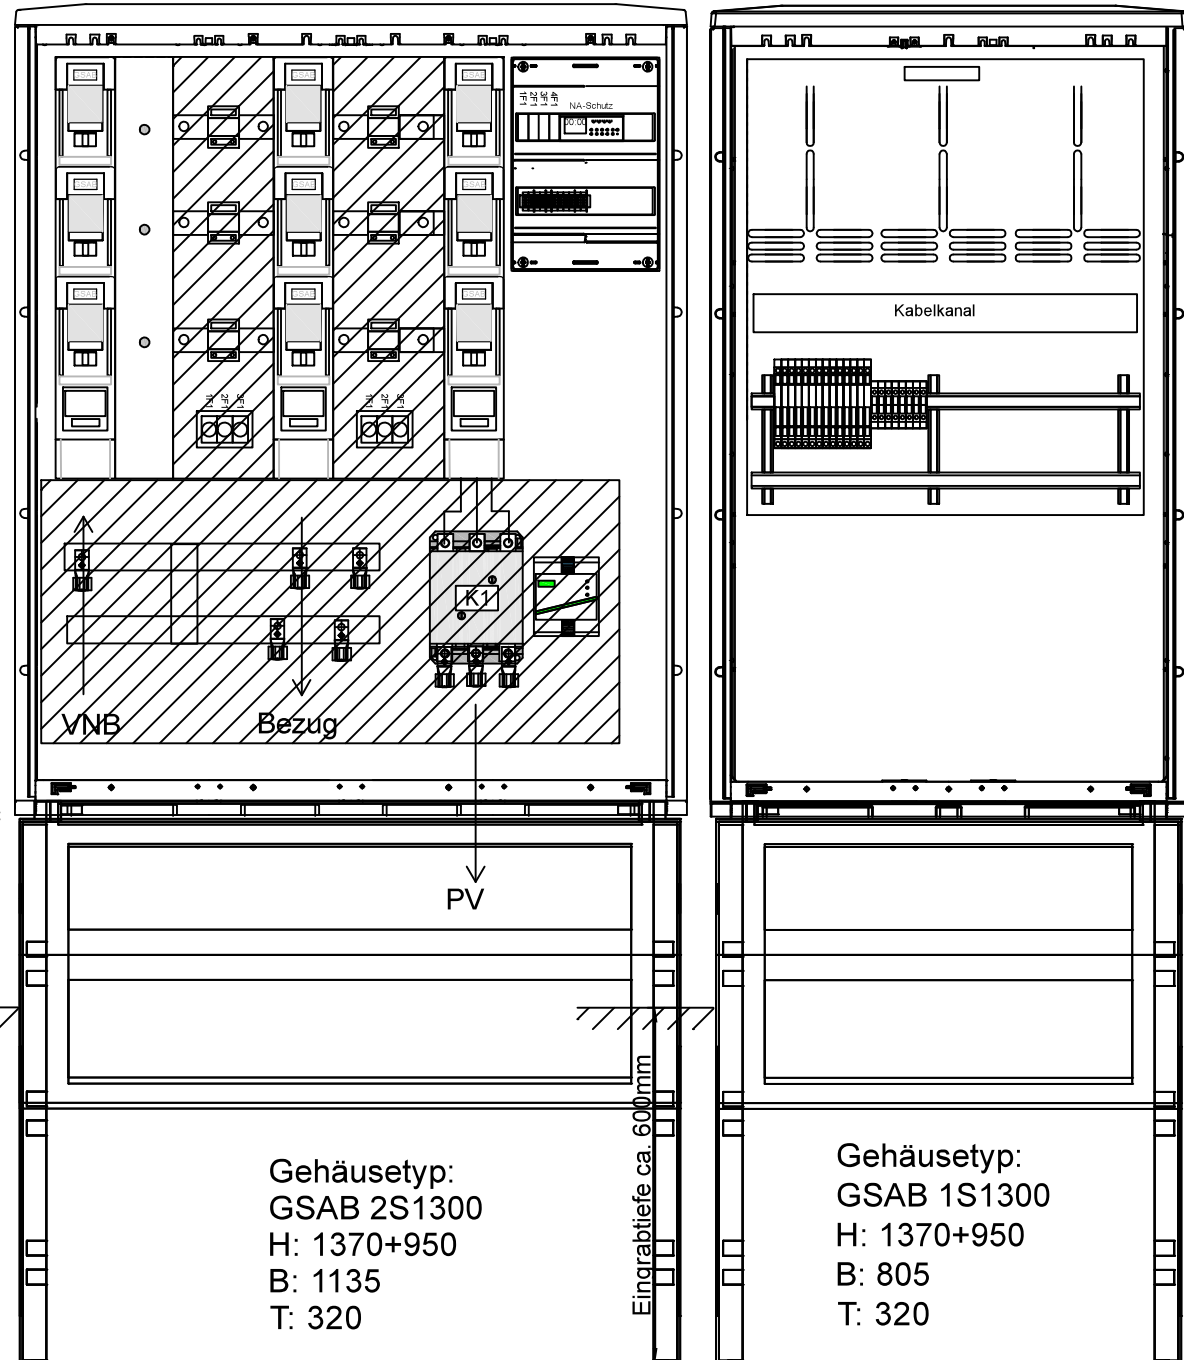 GSAB
GSAB
GSAB
1F1
2F1
3F1
4F1
NA-Schutz
00:00
GSAB
GSAB
GSAB
GSAB
GSAB
GSAB
Kabelkanal
1F1
2F1
3F1
1F1
2F1
3F1
K1
VNB
Bezug
PV
Eingrabtiefe ca. 600mm
Gehäusetyp:
GSAB 2S1300
H: 1370+950
B: 1135
T: 320
Gehäusetyp:
GSAB 1S1300
H: 1370+950
B: 805
T: 320